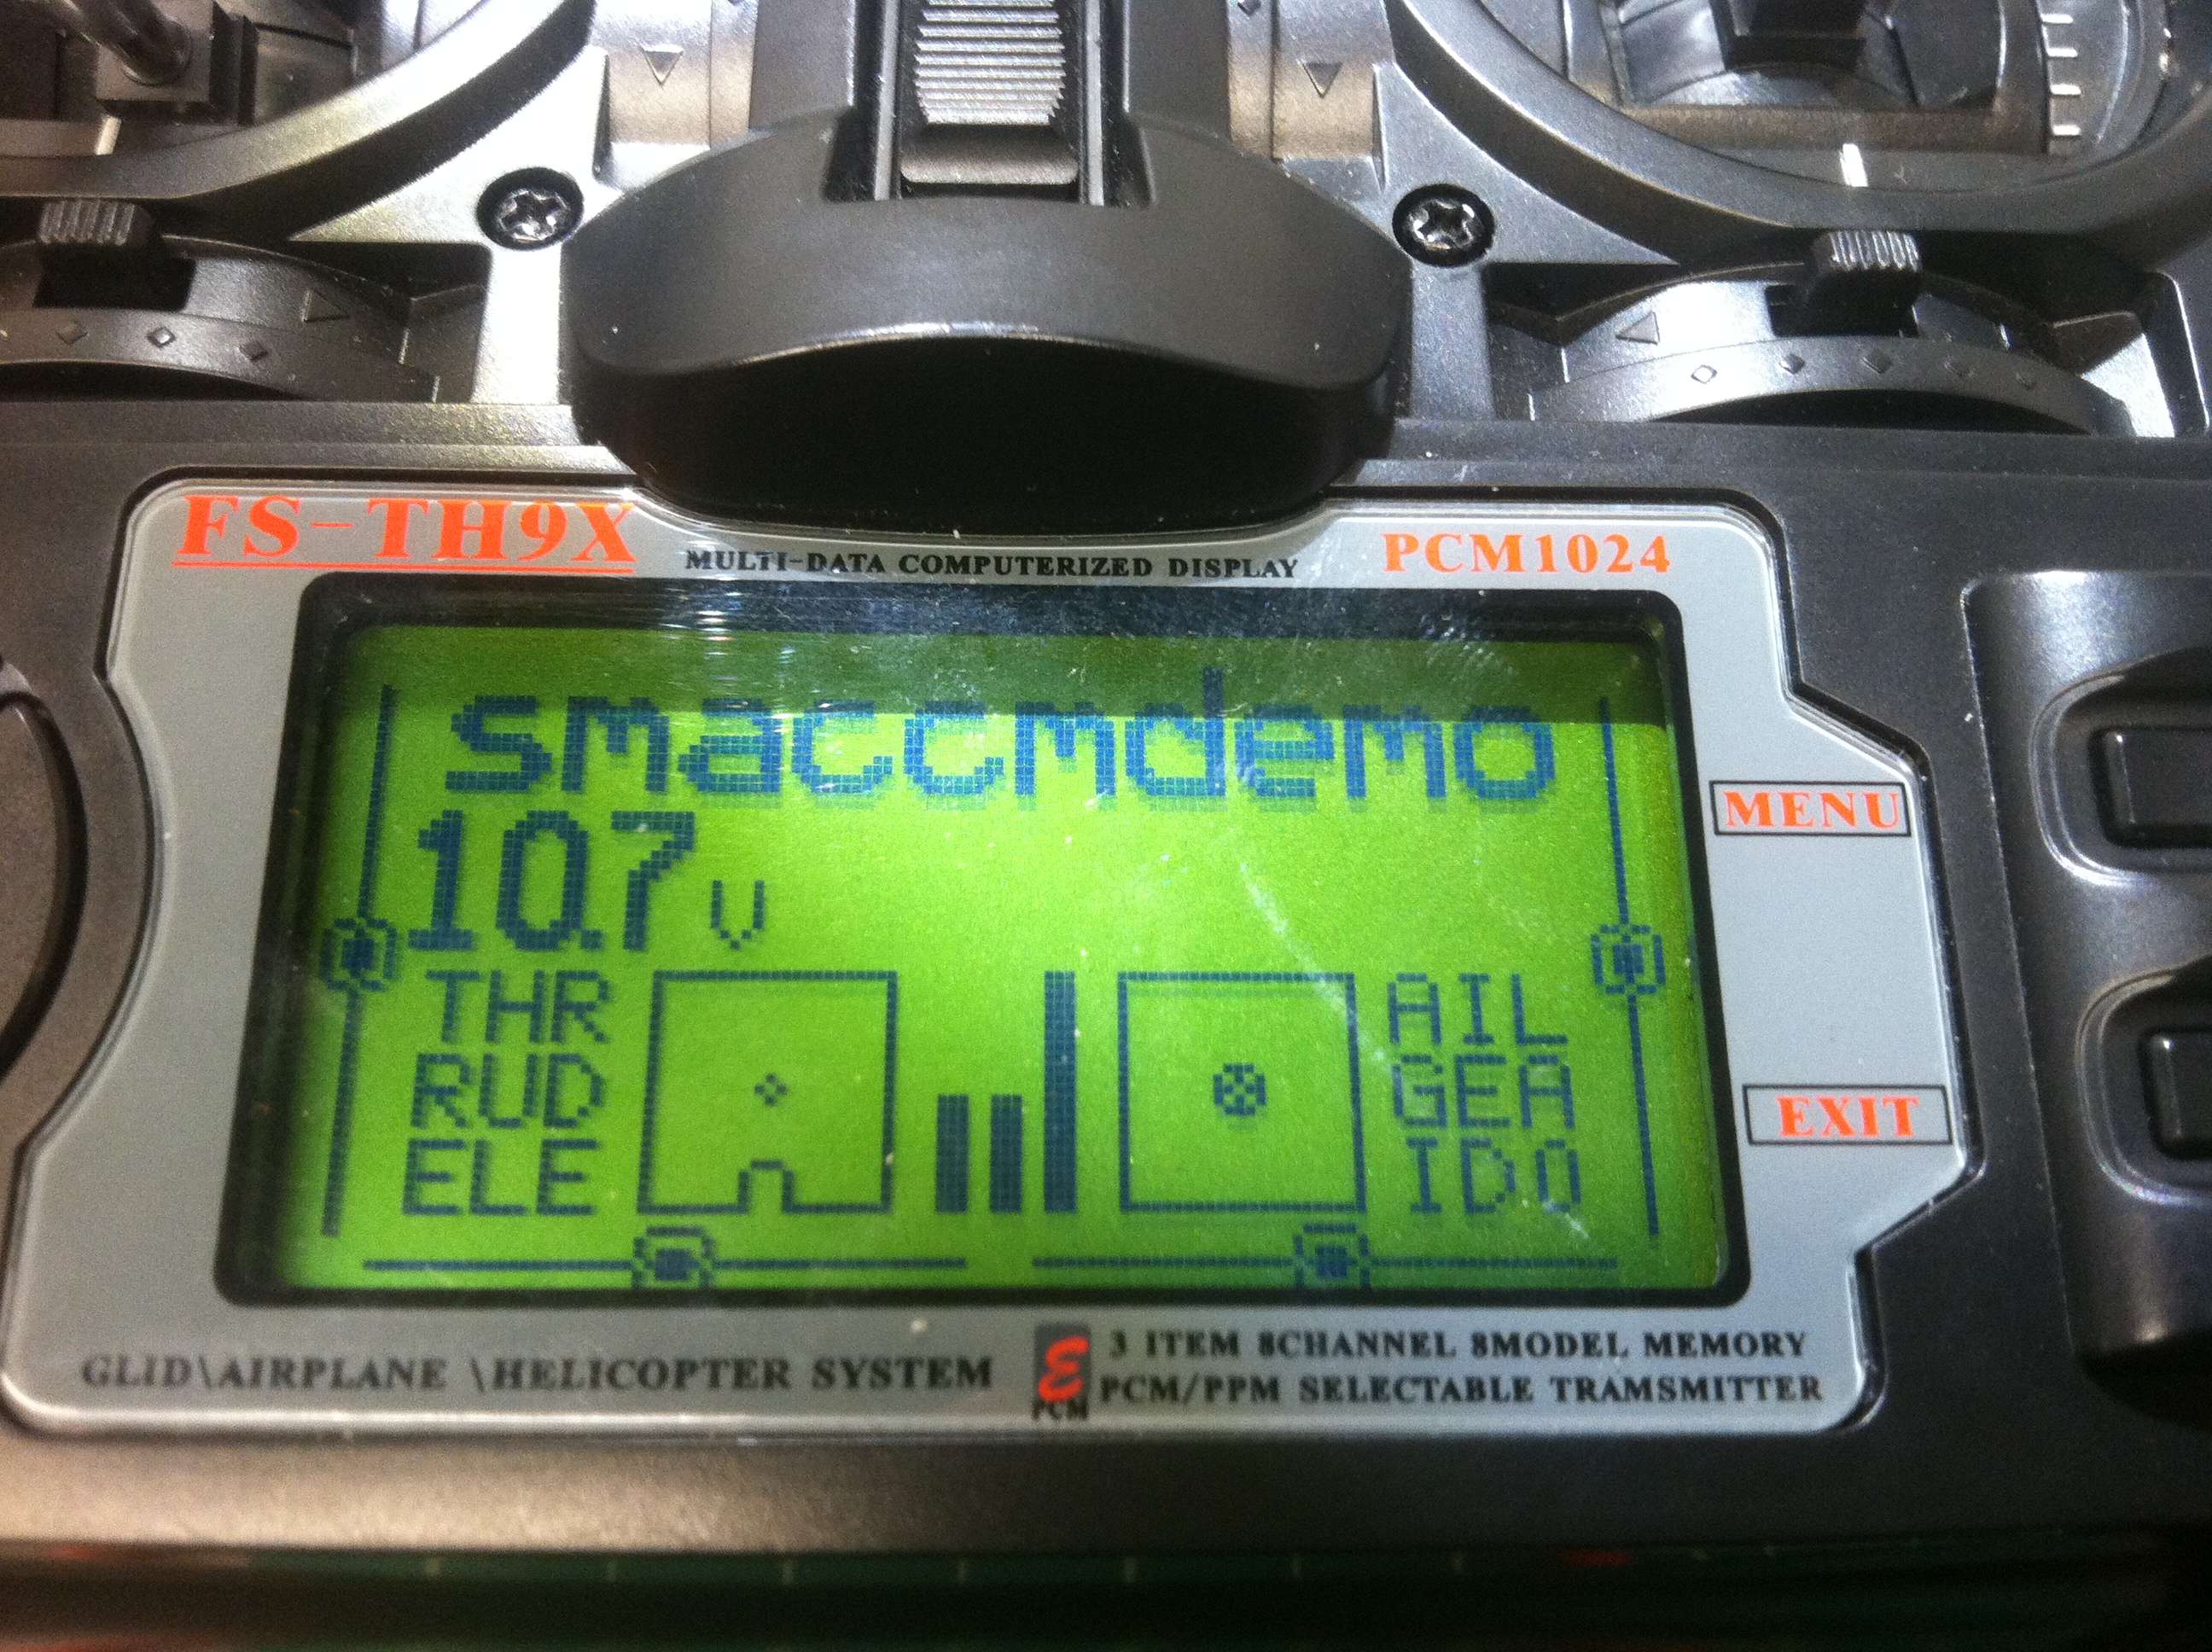 FS-TH9X
MULTI-DATA COMPUTERIZED DISPLAY
PCM1024
smaccmdemo
10.7 V
THR
RUD
ELE
AIL
GEA
ID0
MENU
EXIT
GLID\AIRPLANE \HELICOPTER SYSTEM
PCM
3 ITEM 8CHANNEL 8MODEL MEMORY
PCM/PPM SELECTABLE TRAMSMITTER